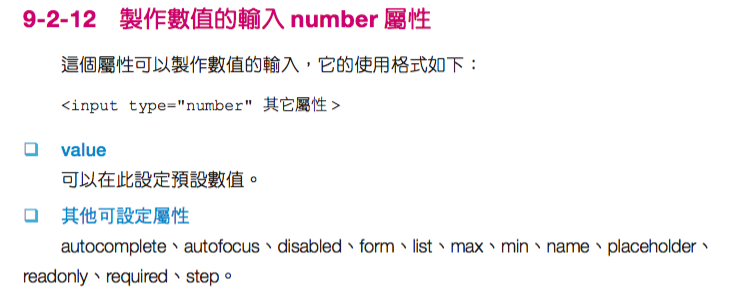 9-2-12 製作數值的輸入 number 屬性
這個屬性可以製作數值的輸入，它的使用格式如下：
<input type="number" 其它屬性>
❑ value
可以在此設定預設數值。
❑ 其他可設定屬性
autocomplete、autofocus、disabled、form、list、max、min、name、placeholder、
readonly、required、step。